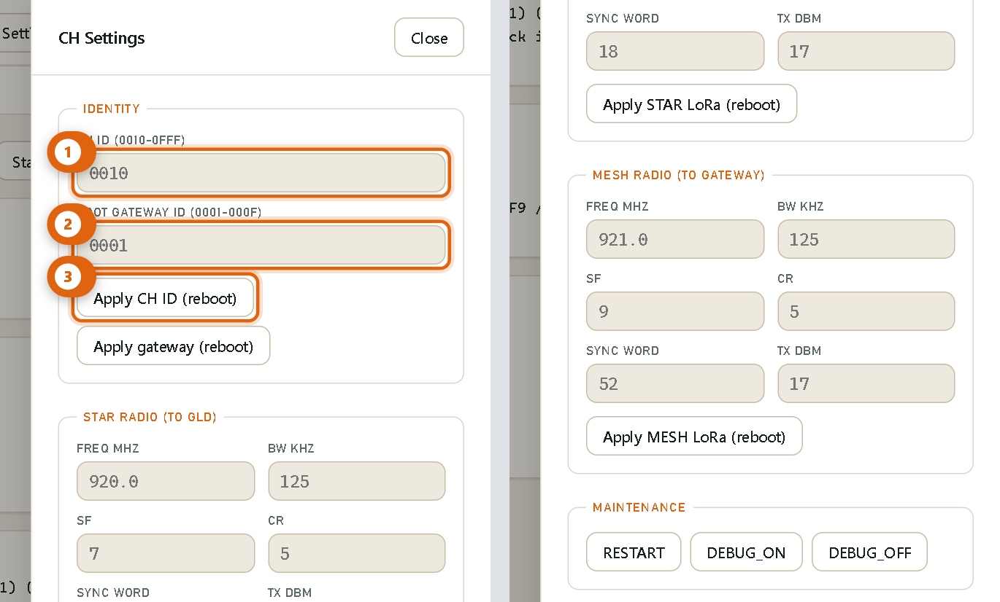 Sett
Sta
1) (
CH Settings
Close
IDENTITY
ID (0010-0FFF)
1
0010
OT GATEWAY ID (0001-000F)
2
0001
3
Apply CH ID (reboot)
Apply gateway (reboot)
STAR RADIO (TO GLD)
FREQ MHZ
BW KHZ
920.0
125
SF
CR
7
5
SYNC WORD
TX DBM
1) (
ck i
F9 /
SYNC WORD
TX DBM
18
17
Apply STAR LoRa (reboot)
MESH RADIO (TO GATEWAY)
FREQ MHZ
BW KHZ
921.0
125
SF
CR
9
5
SYNC WORD
TX DBM
52
17
Apply MESH LoRa (reboot)
MAINTENANCE
RESTART
DEBUG_ON
DEBUG_OFF